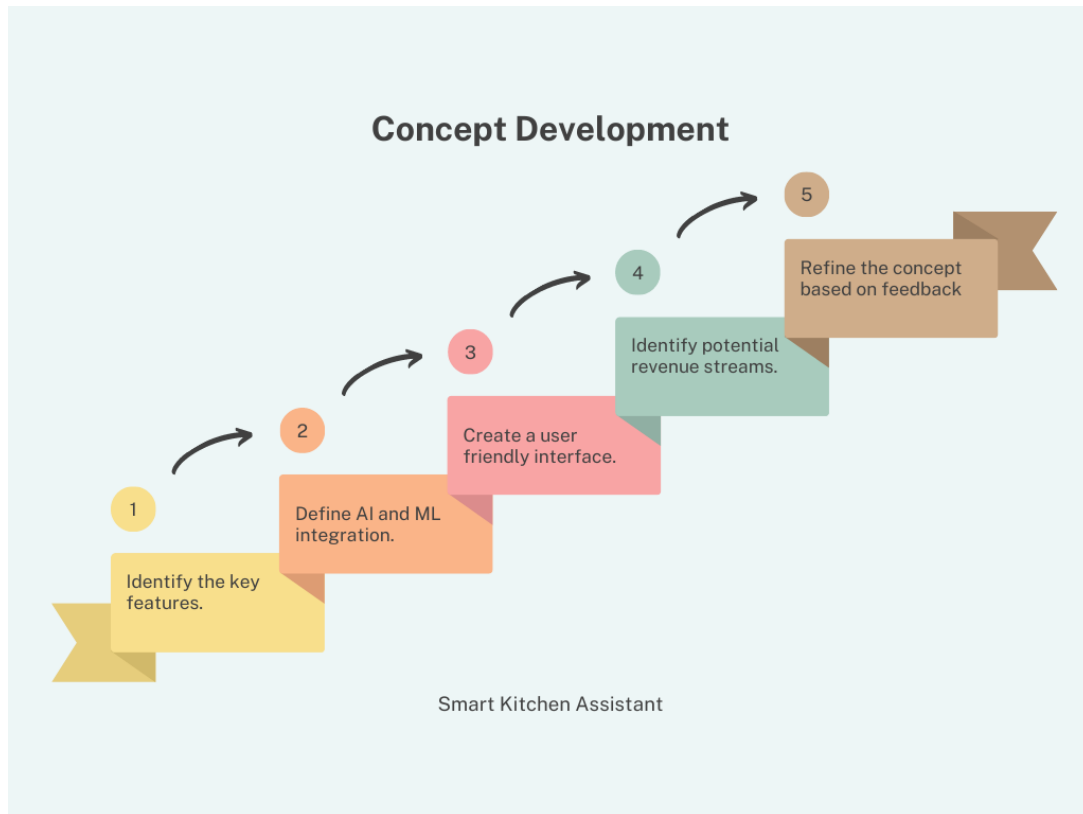 Concept Development
1
Identify the key
features.
2
Define AI and ML
integration.
3
Create a user
friendly interface.
4
Identify potential
revenue streams.
5
Refine the concept
based on feedback
Smart Kitchen Assistant